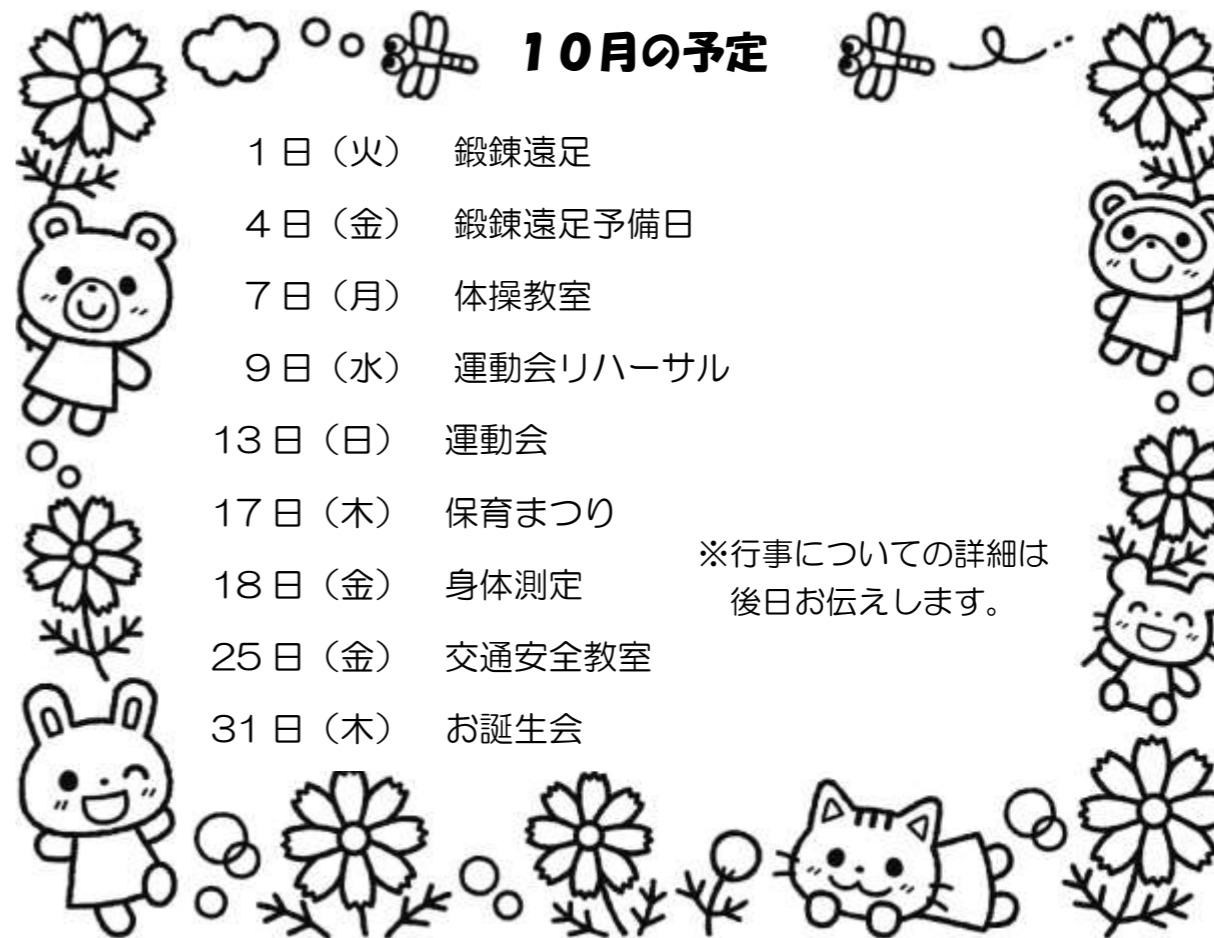 10月の予定
1日（火）　鍛錬遠足
4日（金）　鍛錬遠足予備日
7日（月）　体操教室
9日（水）　運動会リハーサル
13日（日）　運動会
17日（木）　保育まつり
18日（金）　身体測定
25日（金）　交通安全教室
31日（木）　お誕生会
※行事についての詳細は
後日お伝えします。